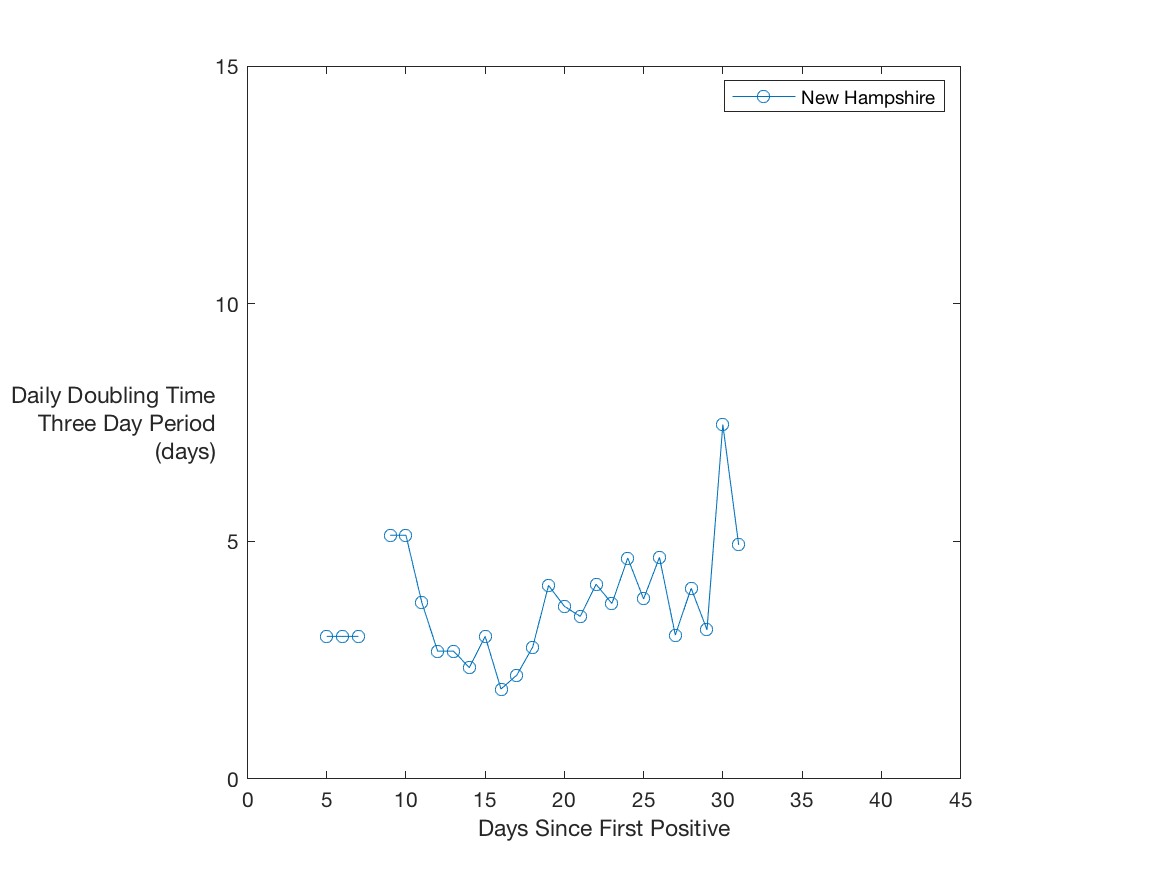 15
New Hampshire
10
Daily Doubling Time
Three Day Period
(days)
5
0
0 5 10 15 20 25 30 35 40 45
Days Since First Positive